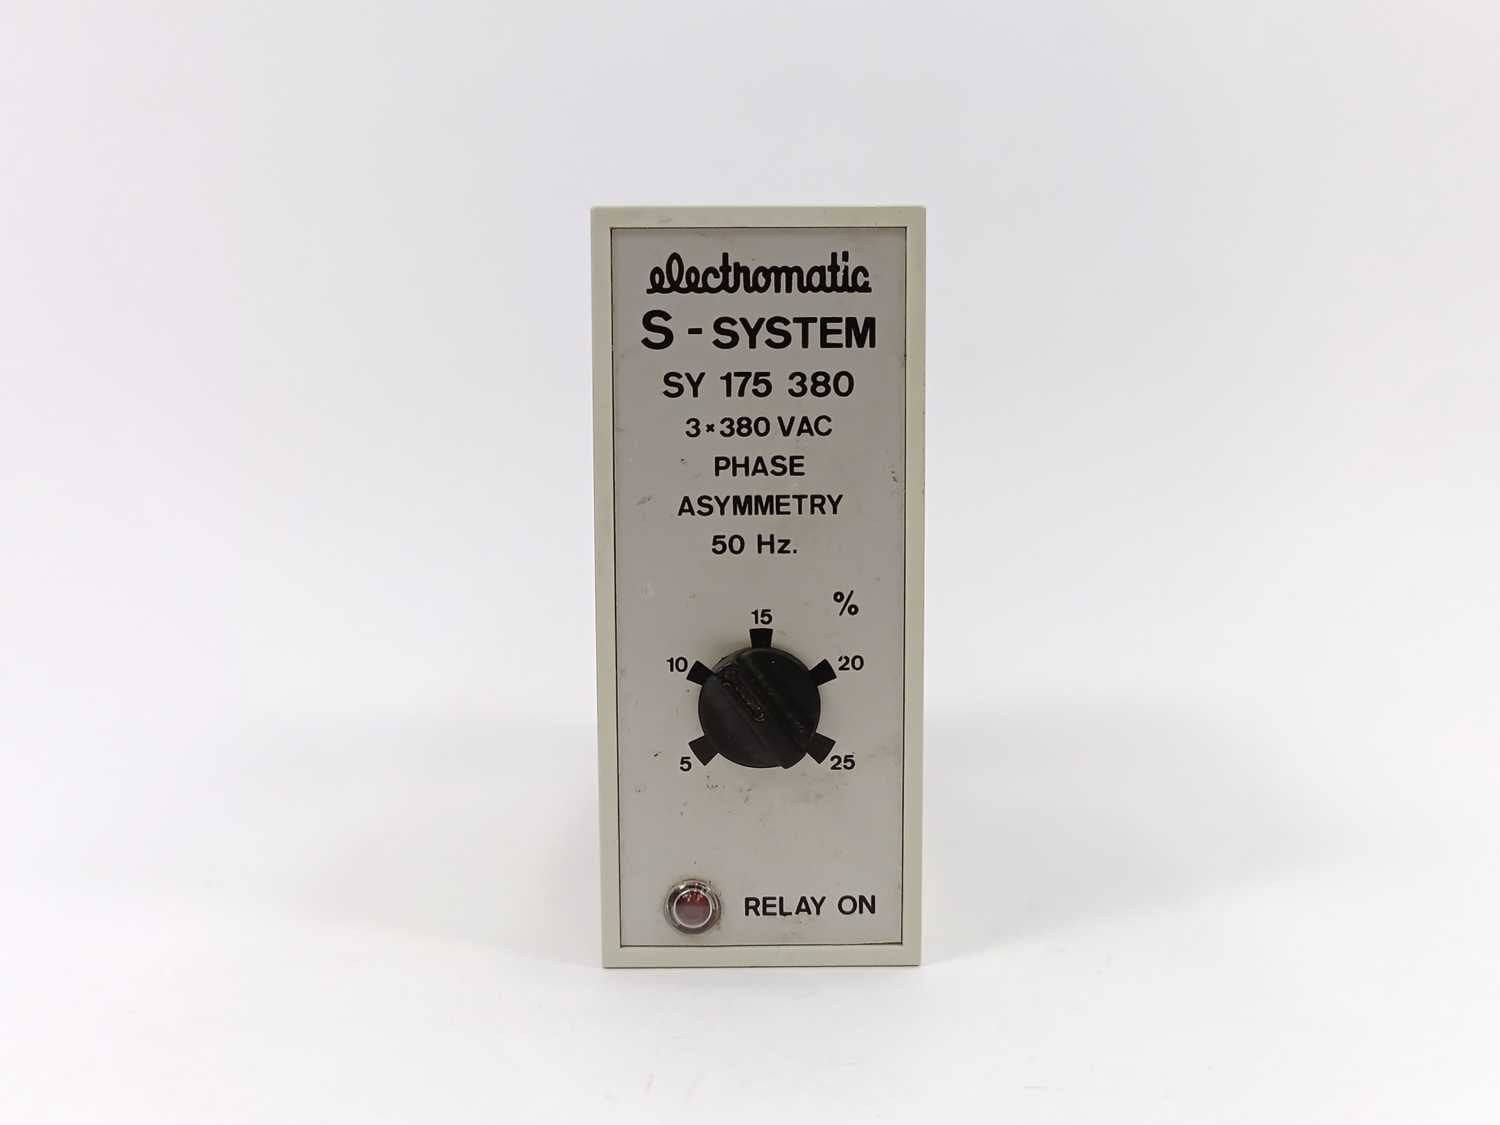 electromatic
S - SYSTEM
SY 175 380
3×380 VAC
PHASE
ASYMMETRY
50 Hz.
%
15
10
20
5
25
RELAY ON